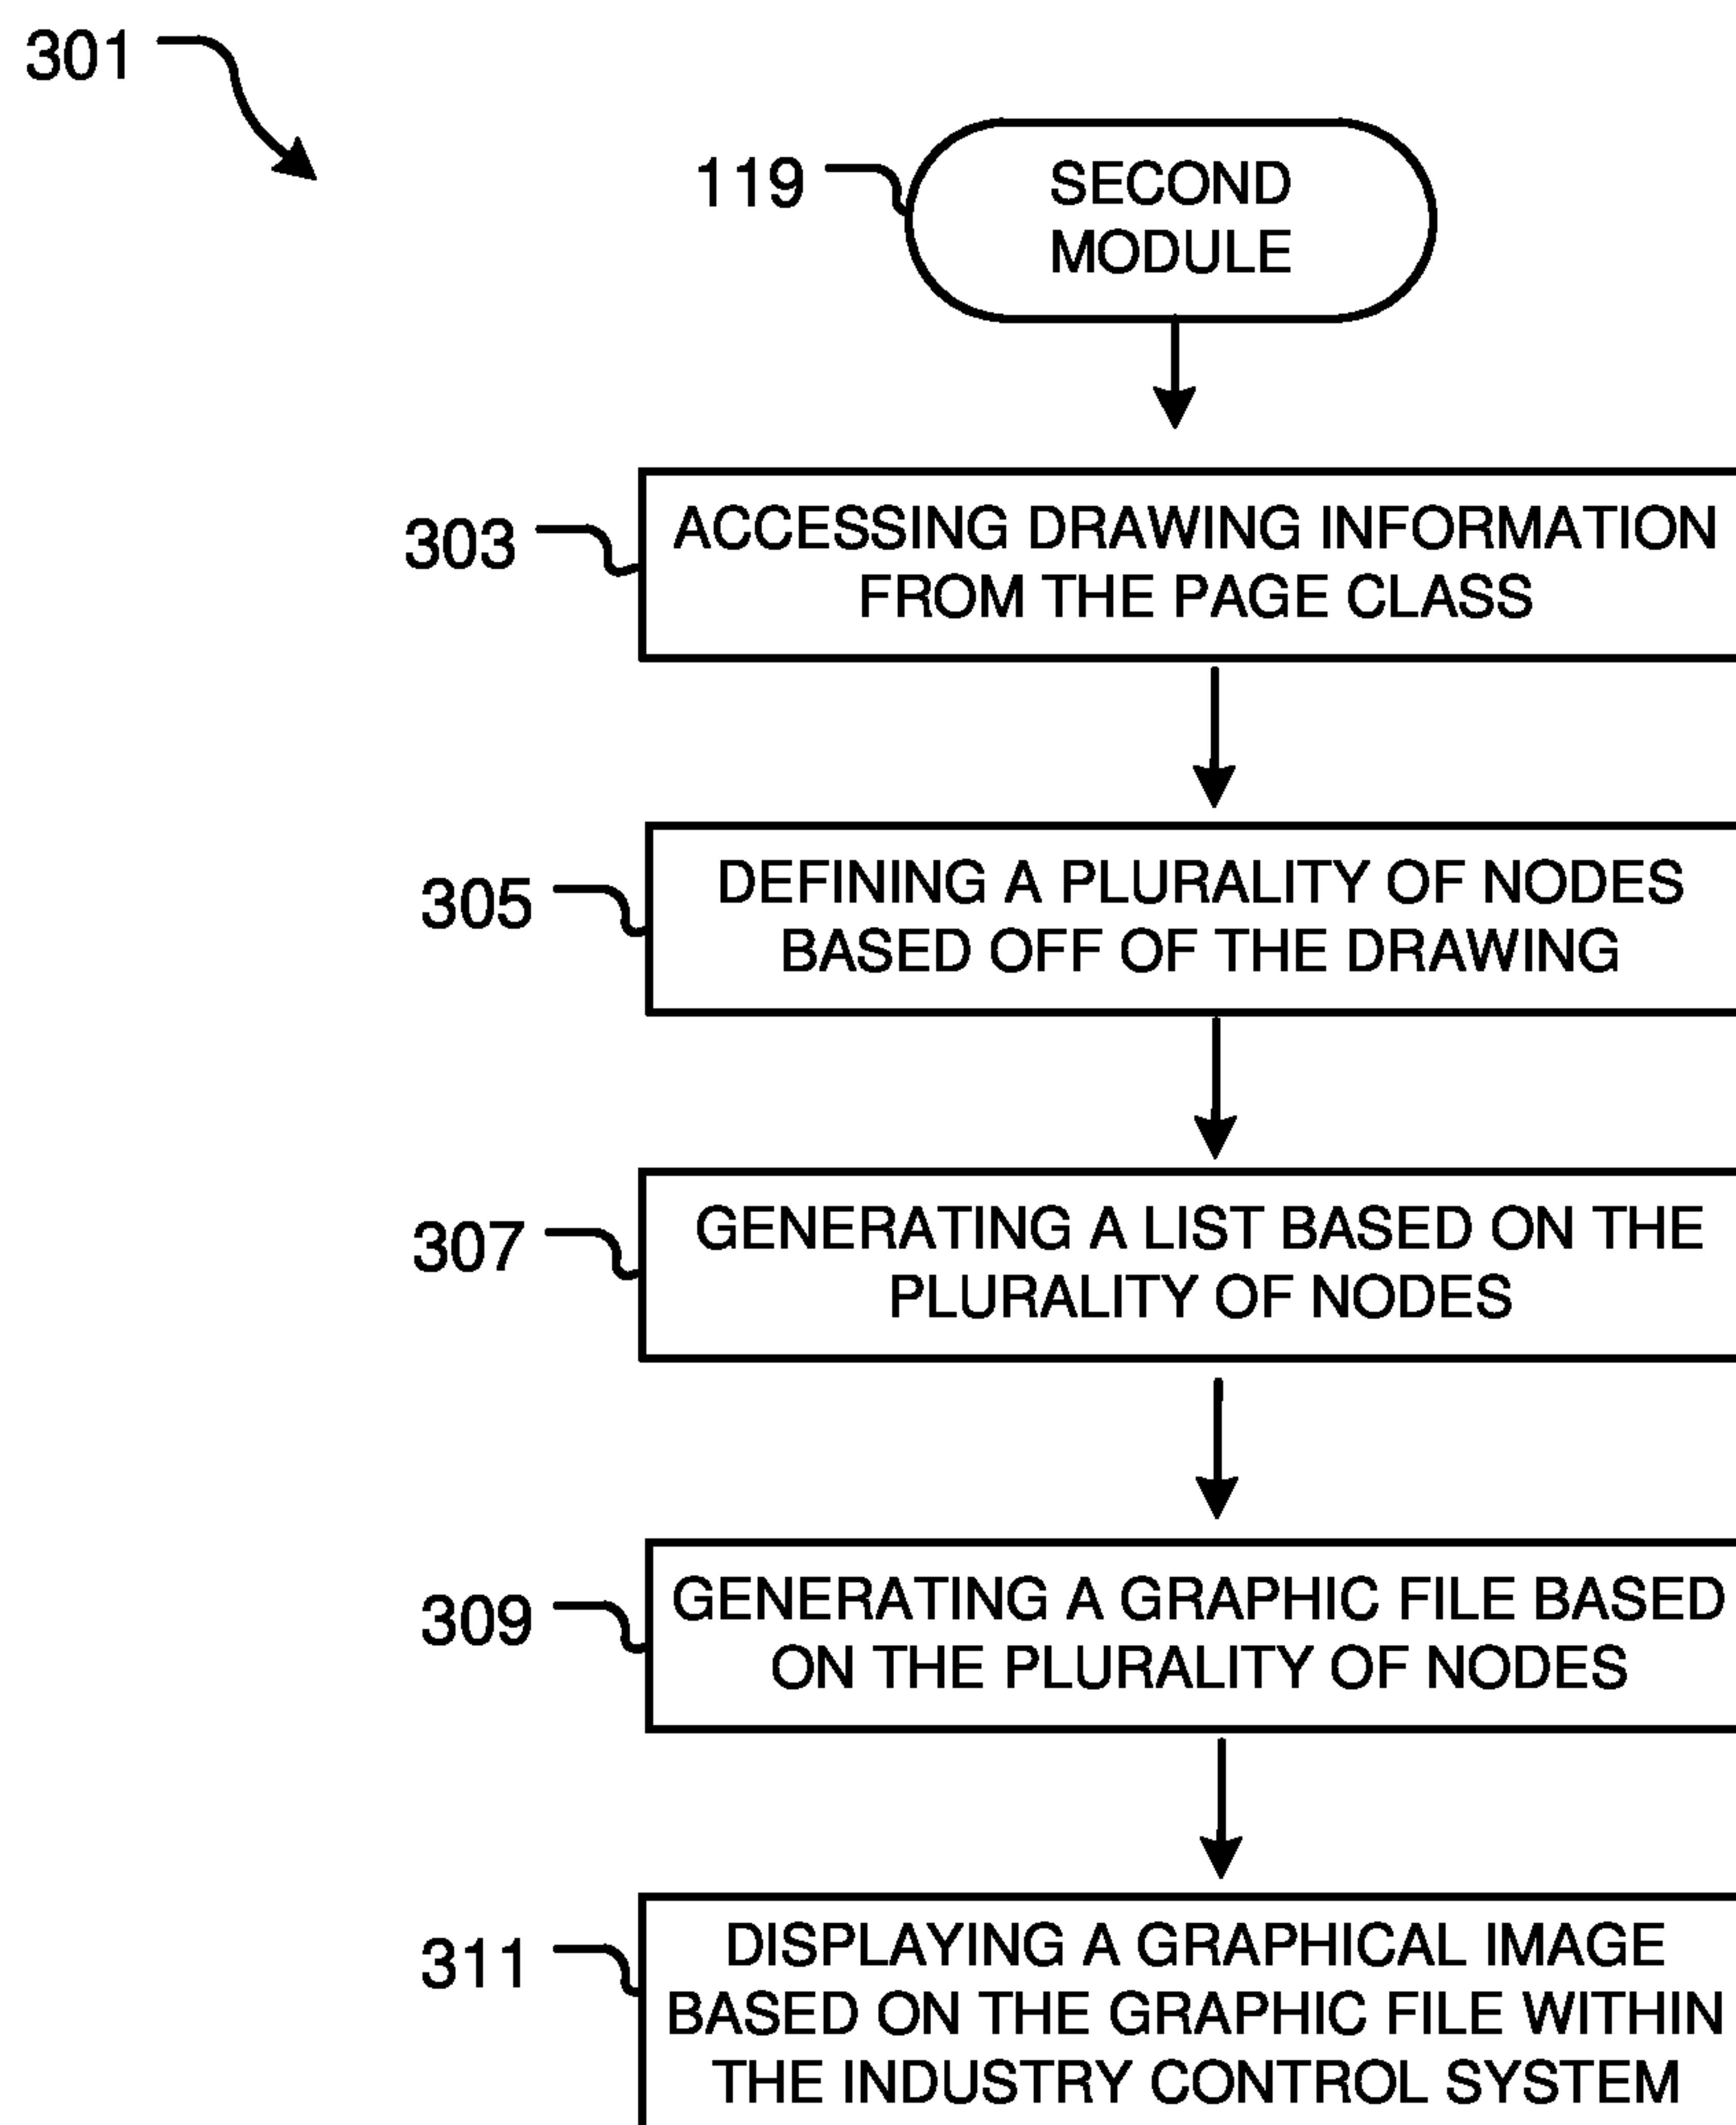 301
119
SECOND
MODULE
303
ACCESSING DRAWING INFORMATION
FROM THE PAGE CLASS
305
DEFINING A PLURALITY OF NODES
BASED OFF OF THE DRAWING
307
GENERATING A LIST BASED ON THE
PLURALITY OF NODES
309
GENERATING A GRAPHIC FILE BASED
ON THE PLURALITY OF NODES
311
DISPLAYING A GRAPHICAL IMAGE
BASED ON THE GRAPHIC FILE WITHIN
THE INDUSTRY CONTROL SYSTEM